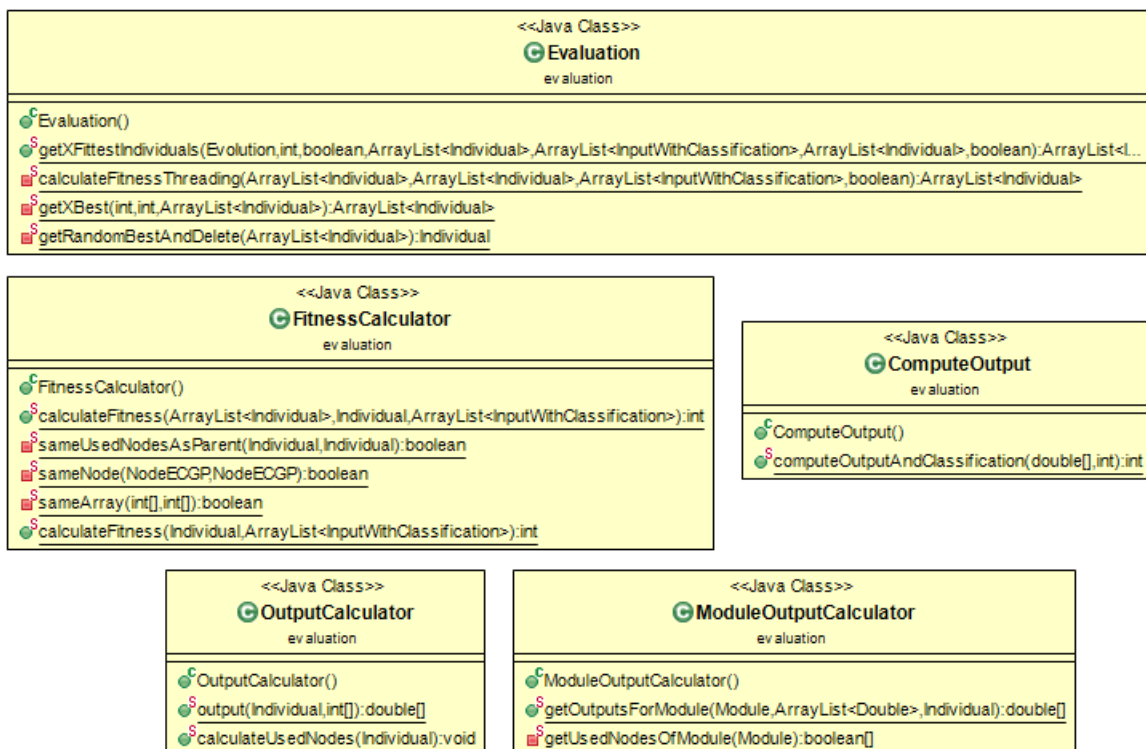 <<Java Class>>
Evaluation
evaluation
Evaluation()
getXFittestIndividuals(Evolution,int,boolean,ArrayList<Individual>,ArrayList<InputWithClassification>,ArrayList<Individual>,boolean):ArrayList<I...
calculateFitnessThreading(ArrayList<Individual>,ArrayList<Individual>,ArrayList<InputWithClassification>,boolean):ArrayList<Individual>
getXBest(int,int,ArrayList<Individual>):ArrayList<Individual>
getRandomBestAndDelete(ArrayList<Individual>):Individual
<<Java Class>>
FitnessCalculator
evaluation
FitnessCalculator()
calculateFitness(ArrayList<Individual>,Individual,ArrayList<InputWithClassification>):int
sameUsedNodesAsParent(Individual,Individual):boolean
sameNode(NodeECGP,NodeECGP):boolean
sameArray(int[],int[]):boolean
calculateFitness(Individual,ArrayList<InputWithClassification>):int
<<Java Class>>
ComputeOutput
evaluation
ComputeOutput()
computeOutputAndClassification(double[],int):int
<<Java Class>>
OutputCalculator
evaluation
OutputCalculator()
output(Individual,int[]):double[]
calculateUsedNodes(Individual):void
<<Java Class>>
ModuleOutputCalculator
evaluation
ModuleOutputCalculator()
getOutputsForModule(Module,ArrayList<Double>,Individual):double[]
getUsedNodesOfModule(Module):boolean[]